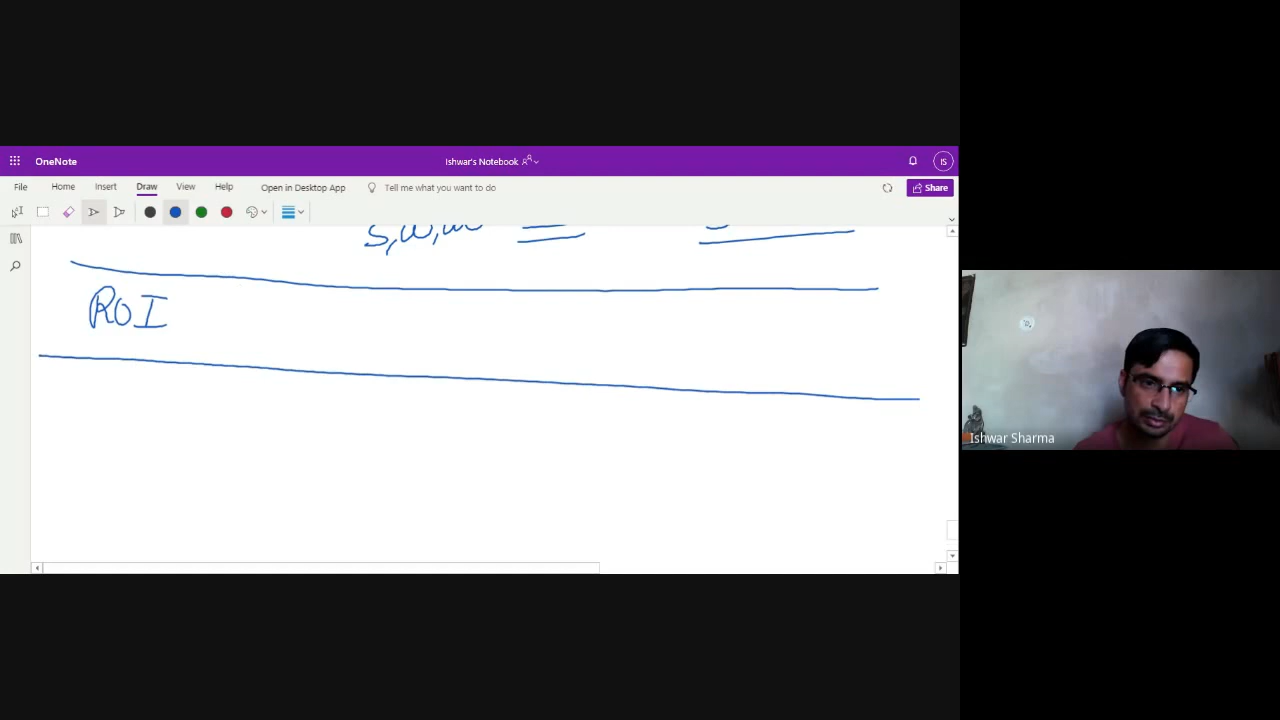 OneNote
Ishwar's Notebook
IS
File Home Insert Draw View Help Open in Desktop App Tell me what you want to do
Share
ROI
Ishwar Sharma